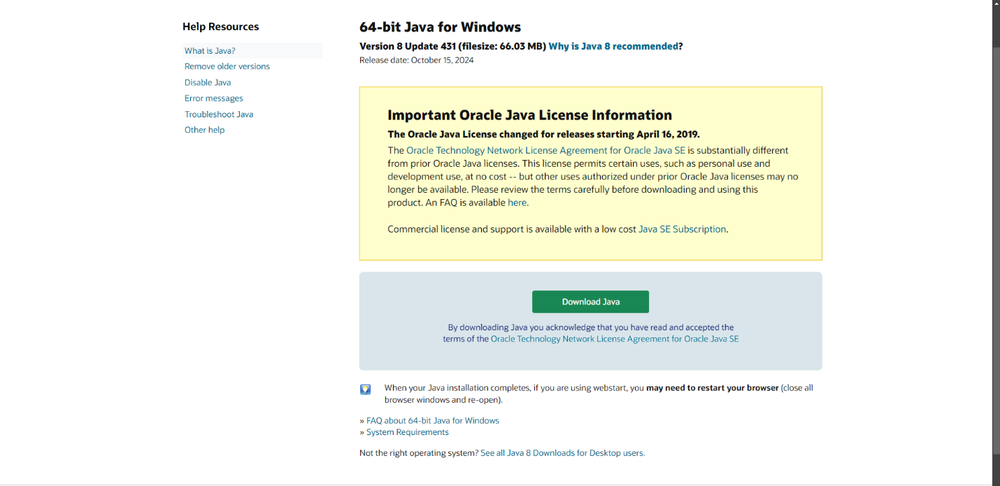 Help Resources
What is Java?
Remove older versions
Disable Java
Error messages
Troubleshoot Java
Other help
64-bit Java for Windows
Version 8 Update 431 (filesize: 66.03 MB) Why is Java 8 recommended?
Release date: October 15, 2024
Important Oracle Java License Information
The Oracle Java License changed for releases starting April 16, 2019.
The Oracle Technology Network License Agreement for Oracle Java SE is substantially different
from prior Oracle Java licenses. This license permits certain uses, such as personal use and
development use, at no cost -- but other uses authorized under prior Oracle Java licenses may no
longer be available. Please review the terms carefully before downloading and using this
product. An FAQ is available here.
Commercial license and support is available with a low cost Java SE Subscription.
Download Java
By downloading Java you acknowledge that you have read and accepted the
terms of the Oracle Technology Network License Agreement for Oracle Java SE
When your Java installation completes, if you are using webstart, you may need to restart your browser (close all
browser windows and re-open).
» FAQ about 64-bit Java for Windows
» System Requirements
Not the right operating system? See all Java 8 Downloads for Desktop users.